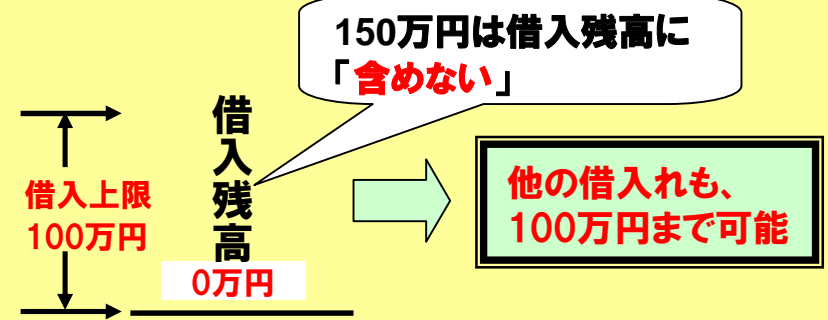 150万円は借入残高に
「含めない」
借入残高
0万円
借入上限
100万円
他の借入れも、
100万円まで可能